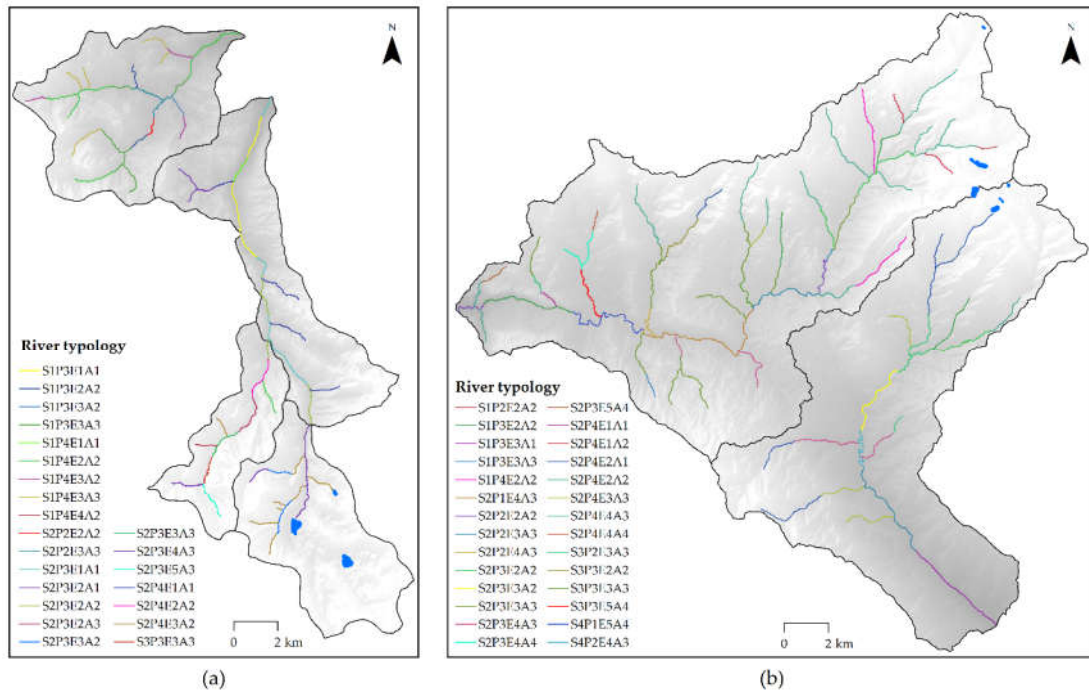 N
River typology
S1P3E1A1
S1P3E2A2
S1P3E3A2
S1P3E3A3
S1P4E1A1
S1P4E2A2
S1P4E3A2
S1P4E3A3
S1P4E4A2
S2P2E2A2
S2P2E3A3
S2P3E1A1
S2P3E2A1
S2P3E2A2
S2P3E2A3
S2P3E3A2
S2P3E3A3
S2P3E4A3
S2P3E5A3
S2P4E1A1
S2P4E2A2
S2P4E3A2
S3P3E3A3
0 2 km
(a)
N
River typology
S1P2E2A2
S1P3E2A2
S1P3E3A1
S1P3E3A3
S1P4E2A2
S2P1E4A3
S2P2E2A2
S2P2E3A3
S2P2E4A3
S2P3E2A2
S2P3E3A2
S2P3E3A3
S2P3E4A3
S2P3E4A4
S2P3E5A4
S2P4E1A1
S2P4E1A2
S2P4E2A1
S2P4E2A2
S2P4E3A3
S2P4E4A3
S2P4E4A4
S3P2E3A3
S3P3E2A2
S3P3E3A3
S3P3E5A4
S4P1E5A4
S4P2E4A3
0 2 km
(b)